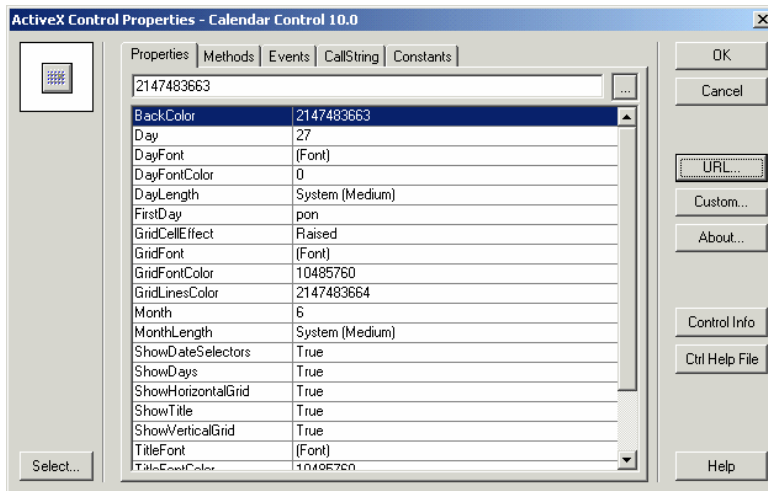 ActiveX Control Properties - Calendar Control 10.0
Properties Methods Events CallString Constants
2147483663 ...
BackColor 2147483663
Day 27
DayFont (Font)
DayFontColor 0
DayLength System (Medium)
FirstDay pon
GridCellEffect Raised
GridFont (Font)
GridFontColor 10485760
GridLinesColor 2147483664
Month 6
MonthLength System (Medium)
ShowDateSelectors True
ShowDays True
ShowHorizontalGrid True
ShowTitle True
ShowVerticalGrid True
TitleFont (Font)
TitleFontColor 10485760
Select...
OK
Cancel
URL...
Custom...
About...
Control Info
Ctrl Help File
Help